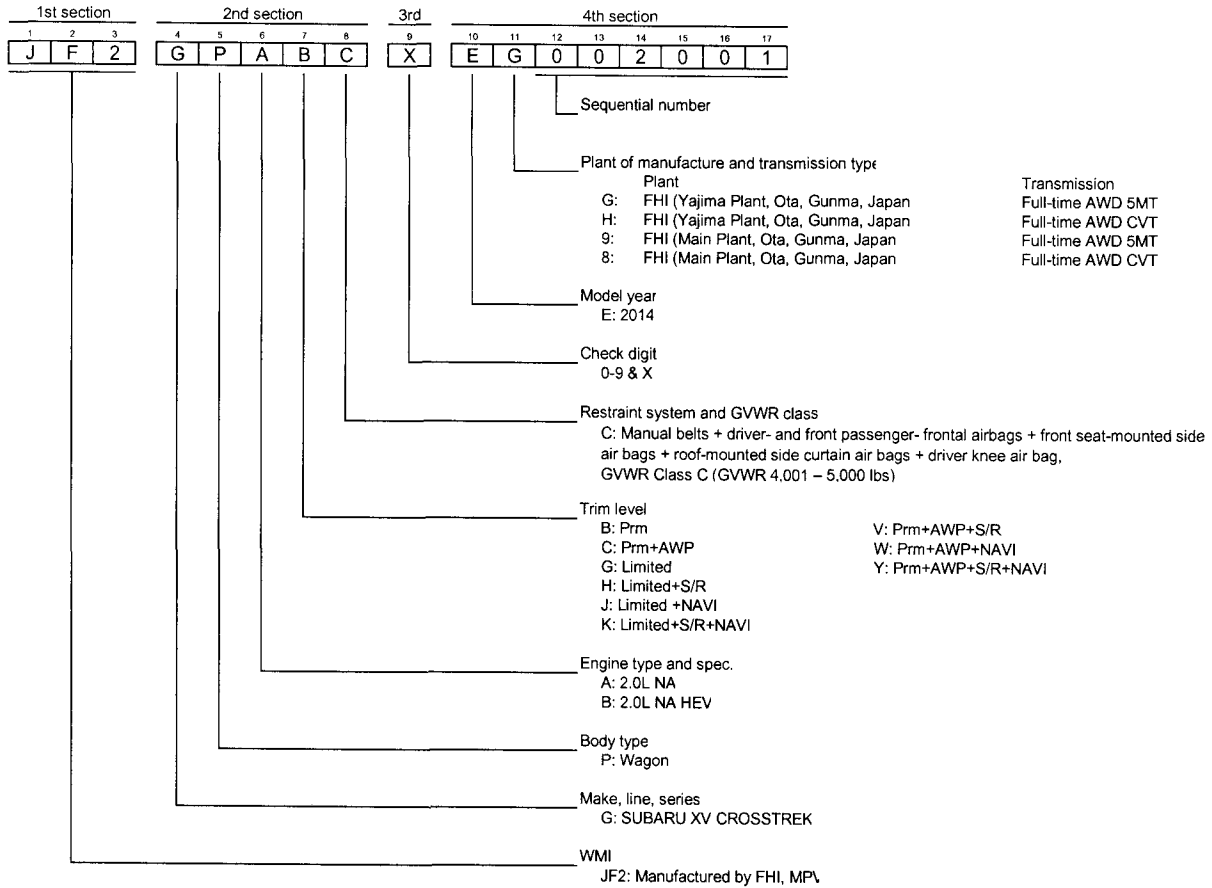 1st section 2nd section 3rd 4th section
1 2 3 4 5 6 7 8 9 10 11 12 13 14 15 16 17
J F 2 G P A B C X E G 0 0 2 0 0 1
Sequential number
Plant of manufacture and transmission type
Plant Transmission
G: FHI (Yajima Plant, Ota, Gunma, Japan Full-time AWD 5MT
H: FHI (Yajima Plant, Ota, Gunma, Japan Full-time AWD CVT
9: FHI (Main Plant, Ota, Gunma, Japan Full-time AWD 5MT
8: FHI (Main Plant, Ota, Gunma, Japan Full-time AWD CVT
Model year
E: 2014
Check digit
0-9 & X
Restraint system and GVWR class
C: Manual belts + driver- and front passenger- frontal airbags + front seat-mounted side
air bags + roof-mounted side curtain air bags + driver knee air bag,
GVWR Class C (GVWR 4,001 – 5,000 lbs)
Trim level
B: Prm V: Prm+AWP+S/R
C: Prm+AWP W: Prm+AWP+NAVI
G: Limited Y: Prm+AWP+S/R+NAVI
H: Limited+S/R
J: Limited +NAVI
K: Limited+S/R+NAVI
Engine type and spec.
A: 2.0L NA
B: 2.0L NA HEV
Body type
P: Wagon
Make, line, series
G: SUBARU XV CROSSTREK
WMI
JF2: Manufactured by FHI, MPV